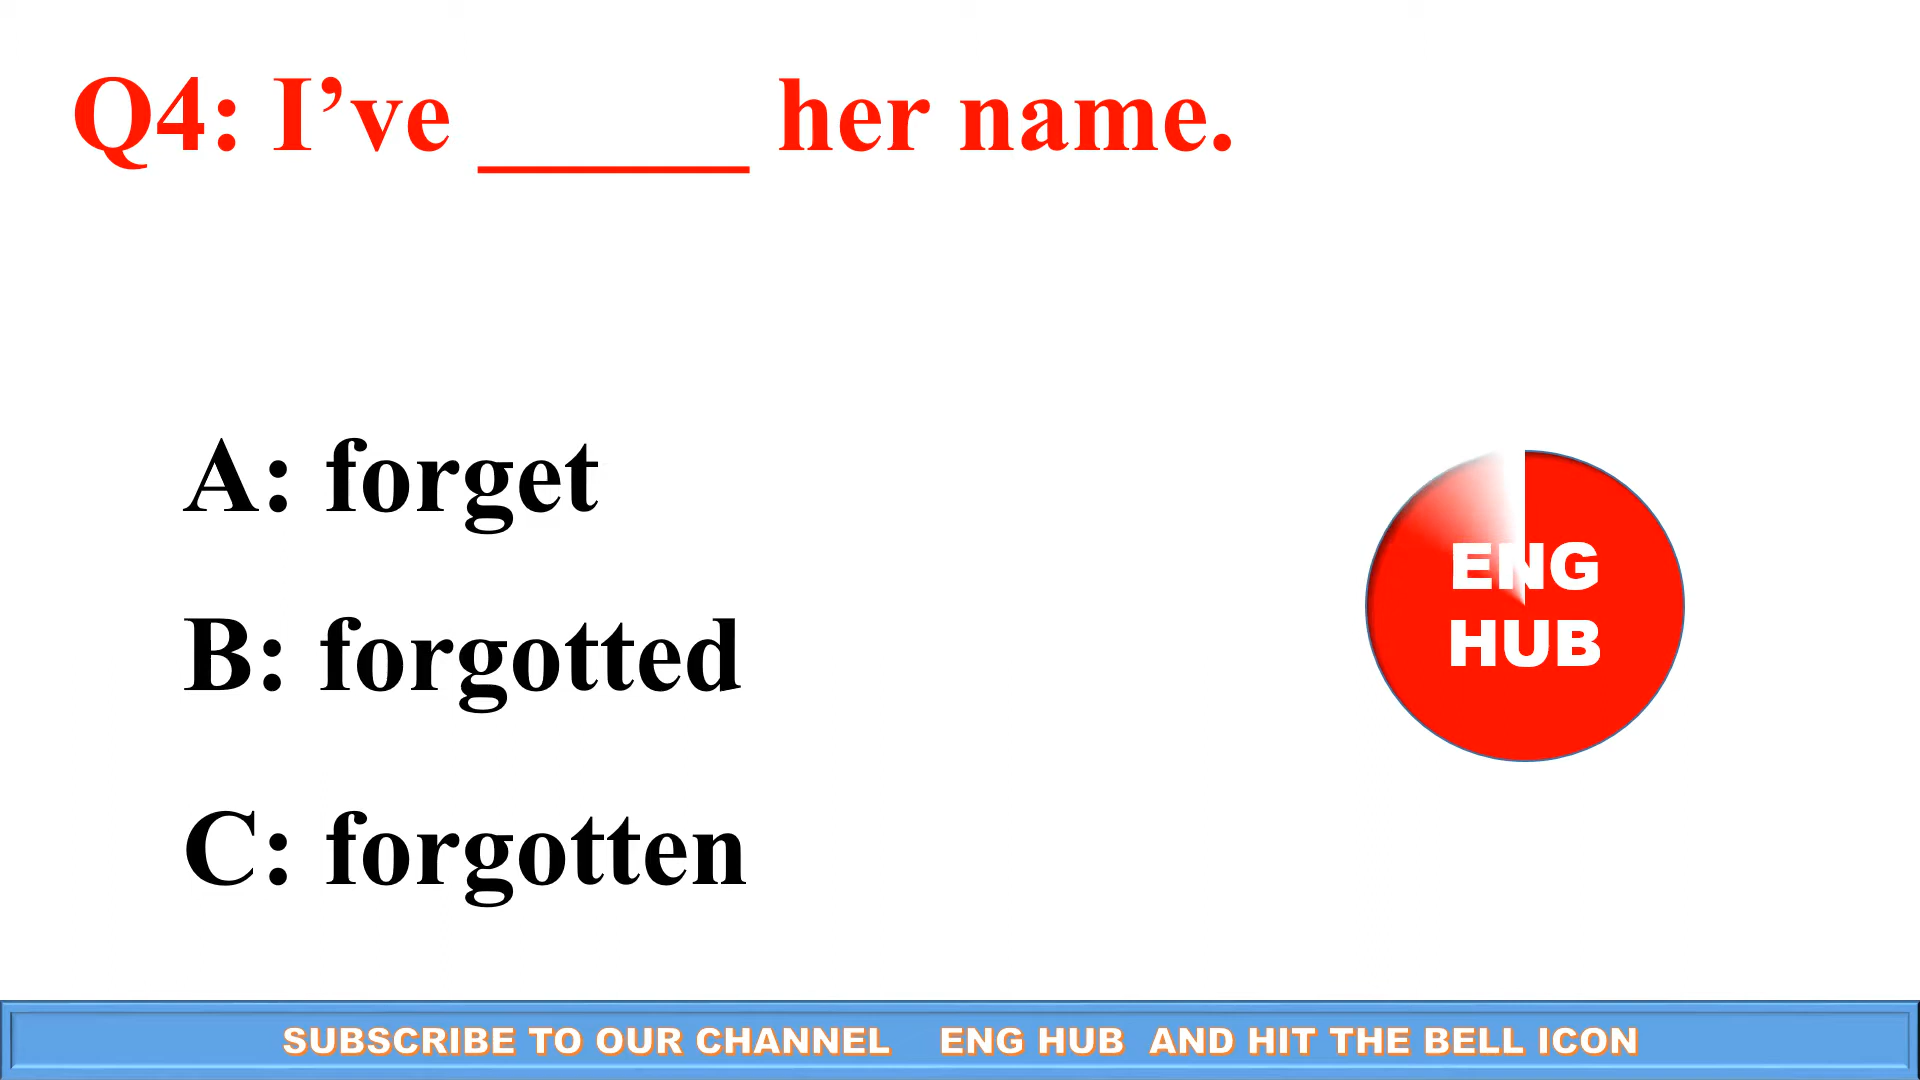 Q4: I’ve _____ her name.
A: forget
B: forgotted
C: forgotten
ENG
HUB
SUBSCRIBE TO OUR CHANNEL ENG HUB AND HIT THE BELL ICON